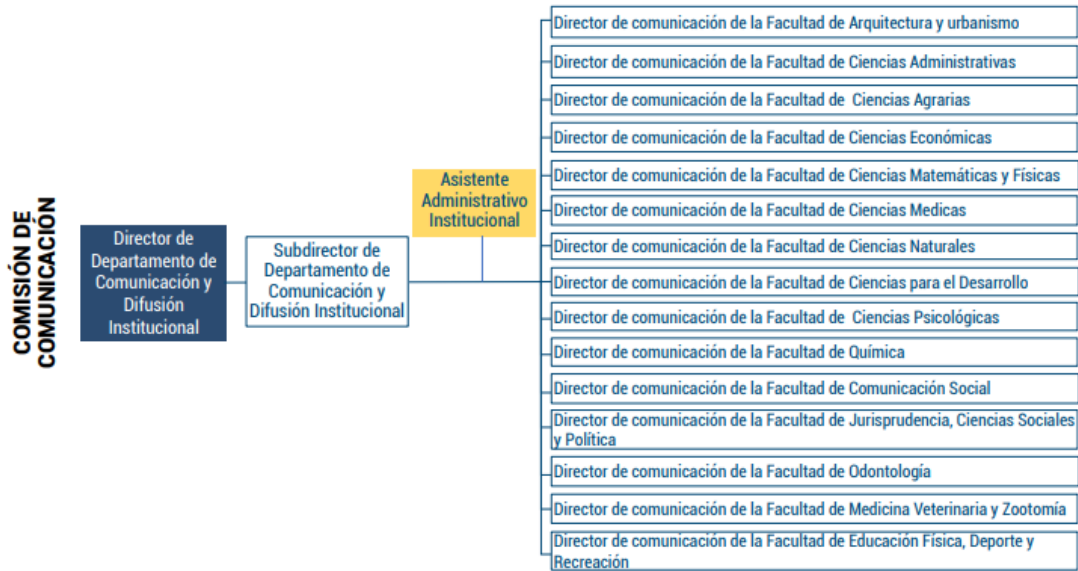 COMISIÓN DE
COMUNICACIÓN
Director de
Departamento de
Comunicación y
Difusión
Institucional
Subdirector de
Departamento de
Comunicación y
Difusión Institucional
Asistente
Administrativo
Institucional
Director de comunicación de la Facultad de Arquitectura y urbanismo
Director de comunicación de la Facultad de Ciencias Administrativas
Director de comunicación de la Facultad de Ciencias Agrarias
Director de comunicación de la Facultad de Ciencias Económicas
Director de comunicación de la Facultad de Ciencias Matemáticas y Físicas
Director de comunicación de la Facultad de Ciencias Medicas
Director de comunicación de la Facultad de Ciencias Naturales
Director de comunicación de la Facultad de Ciencias para el Desarrollo
Director de comunicación de la Facultad de Ciencias Psicológicas
Director de comunicación de la Facultad de Química
Director de comunicación de la Facultad de Comunicación Social
Director de comunicación de la Facultad de Jurisprudencia, Ciencias Sociales
y Política
Director de comunicación de la Facultad de Odontología
Director de comunicación de la Facultad de Medicina Veterinaria y Zootomía
Director de comunicación de la Facultad de Educación Física, Deporte y
Recreación